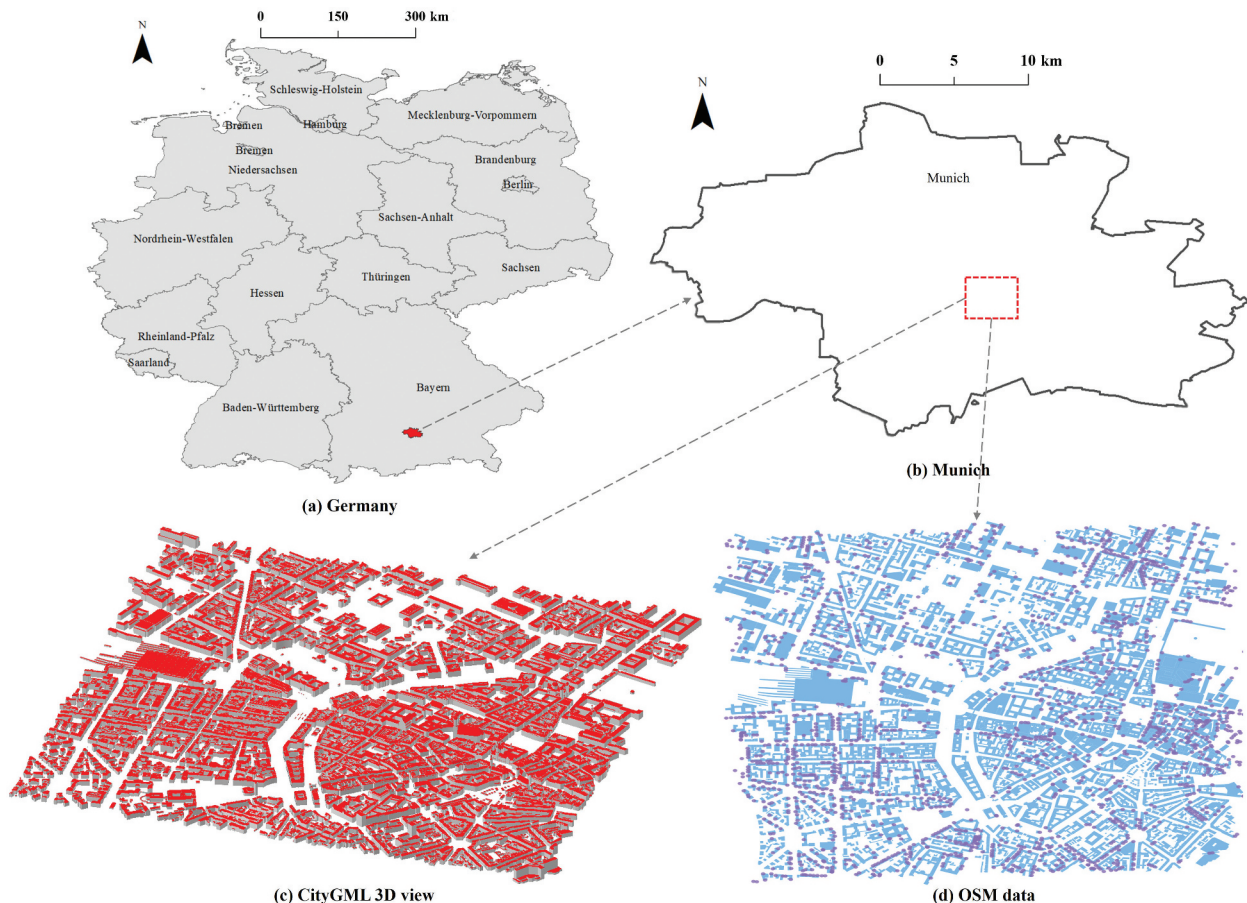 0 150 300 km
N
Schleswig-Holstein
Mecklenburg-Vorpommern
Hamburg
Bremen
Bremen
Niedersachsen
Brandenburg
Berlin
Sachsen-Anhalt
Nordrhein-Westfalen
Sachsen
Thüringen
Hessen
Rheinland-Pfalz
Saarland
Bayern
Baden-Württemberg
(a) Germany
0 5 10 km
N
Munich
(b) Munich
(c) CityGML 3D view
(d) OSM data